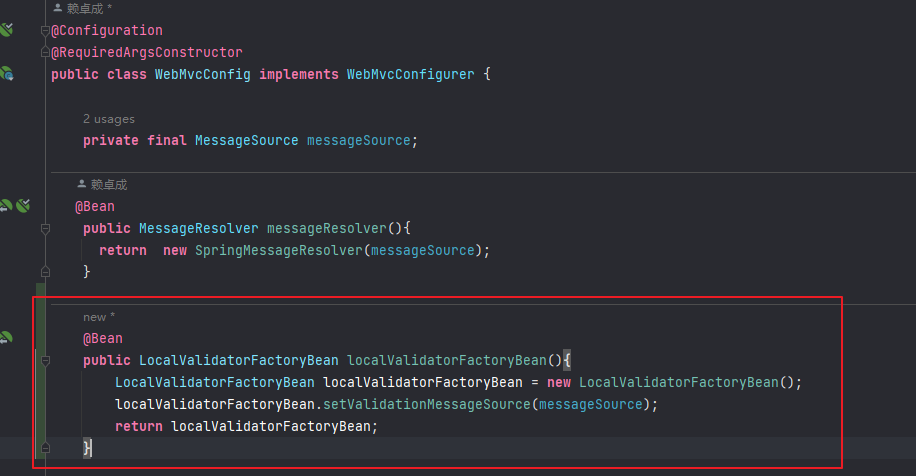 赖卓成 *
@Configuration
@RequiredArgsConstructor
public class WebMvcConfig implements WebMvcConfigurer {
2 usages
private final MessageSource messageSource;
赖卓成
@Bean
public MessageResolver messageResolver(){
return  new SpringMessageResolver(messageSource);
}
new *
@Bean
public LocalValidatorFactoryBean localValidatorFactoryBean(){
LocalValidatorFactoryBean localValidatorFactoryBean = new LocalValidatorFactoryBean();
localValidatorFactoryBean.setValidationMessageSource(messageSource);
return localValidatorFactoryBean;
}